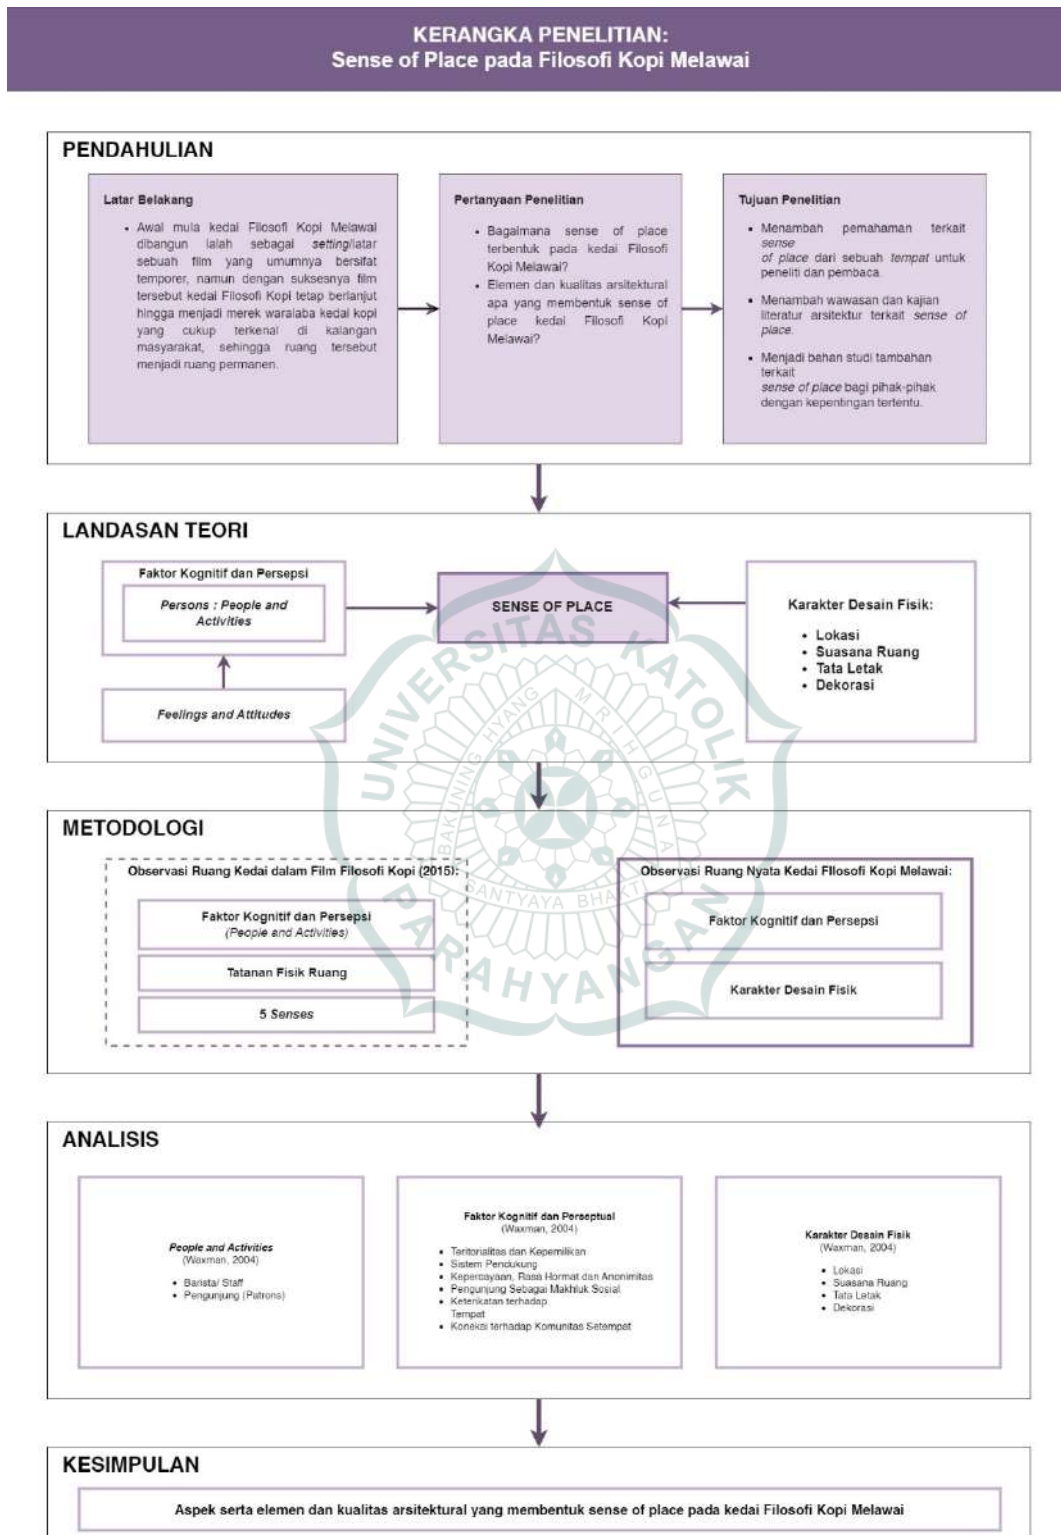 KERANGKA PENELITIAN:
Sense of Place pada Filosofi Kopi Melawai
PENDAHULIAN
Latar Belakang
• Awal mula kedai Filosofi Kopi Melawai
dibangun ialah sebagai setting/latar
sebuah film yang umumnya bersifat
temporer, namun dengan suksesnya film
tersebut kedai Filosofi Kopi tetap berlanjut
hingga menjadi merek waralaba kedai kopi
yang cukup terkenal di kalangan
masyarakat, sehingga ruang tersebut
menjadi ruang permanen.
Pertanyaan Penelitian
• Bagaimana sense of place
terbentuk pada kedai Filosofi
Kopi Melawai?
• Elemen dan kualitas arsitektural
apa yang membentuk sense of
place kedai Filosofi Kopi
Melawai?
Tujuan Penelitian
• Menambah pemahaman terkait
sense
of place dari sebuah tempat untuk
peneliti dan pembaca.
• Menambah wawasan dan kajian
literatur arsitektur terkait sense of
place.
• Menjadi bahan studi tambahan
terkait
sense of place bagi pihak-pihak
dengan kepentingan tertentu.
LANDASAN TEORI
Faktor Kognitif dan Persepsi
Persons : People and
Activities
Feelings and Attitudes
SENSE OF PLACE
Karakter Desain Fisik:
• Lokasi
• Suasana Ruang
• Tata Letak
• Dekorasi
METODOLOGI
Observasi Ruang Kedai dalam Film Filosofi Kopi (2015):
Faktor Kognitif dan Persepsi
(People and Activities)
Tatanan Fisik Ruang
5 Senses
Observasi Ruang Nyata Kedai Filosofi Kopi Melawai:
Faktor Kognitif dan Persepsi
Karakter Desain Fisik
UNIVERSITAS KATOLIK
PARAHYANGAN
BAKUNING HYANG MRIH GUNA
SANTYAYA BHAKTI
ANALISIS
People and Activities
(Waxman, 2004)
• Barista/ Staff
• Pengunjung (Patrons)
Faktor Kognitif dan Perseptual
(Waxman, 2004)
• Teritorialitas dan Kepemilikan
• Sistem Pendukung
• Kepercayaan, Rasa Hormat dan Anonimitas
• Pengunjung Sebagai Makhluk Sosial
• Keterikatan terhadap
Tempat
• Koneksi terhadap Komunitas Setempat
Karakter Desain Fisik
(Waxman, 2004)
• Lokasi
• Suasana Ruang
• Tata Letak
• Dekorasi
KESIMPULAN
Aspek serta elemen dan kualitas arsitektural yang membentuk sense of place pada kedai Filosofi Kopi Melawai